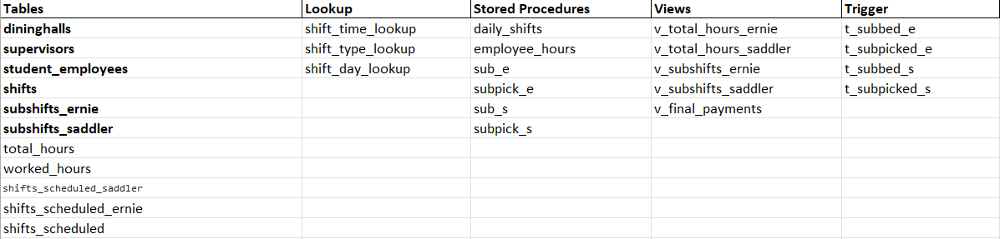 Tables Lookup Stored Procedures Views Trigger
dininghalls shift_time_lookup daily_shifts v_total_hours_ernie t_subbed_e
supervisors shift_type_lookup employee_hours v_total_hours_saddler t_subpicked_e
student_employees shift_day_lookup sub_e v_subshifts_ernie t_subbed_s
shifts subpick_e v_subshifts_saddler t_subpicked_s
subshifts_ernie sub_s v_final_payments
subshifts_saddler subpick_s
total_hours
worked_hours
shifts_scheduled_saddler
shifts_scheduled_ernie
shifts_scheduled